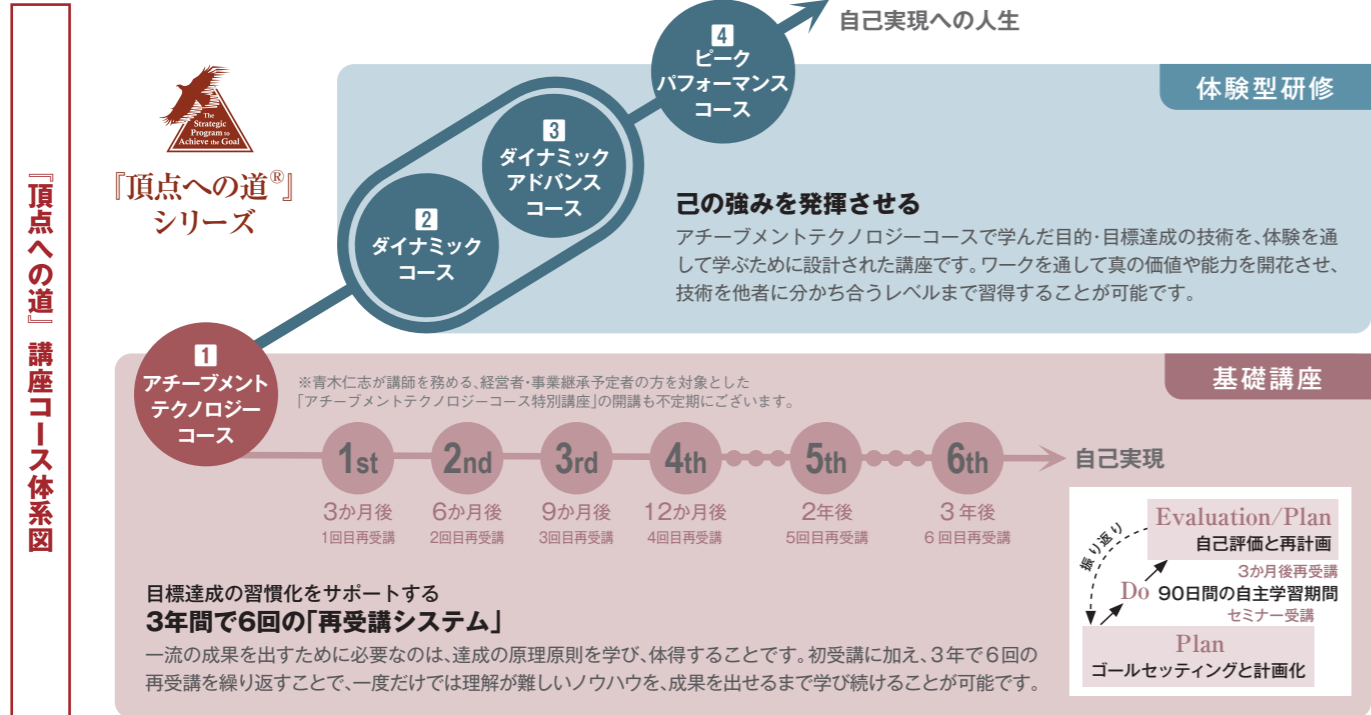 『頂点への道』講座コース体系図
The
Strategic
Program to
Achieve the Goal
『頂点への道®』
シリーズ
4
ピーク
パフォーマンス
コース
自己実現への人生
体験型研修
3
ダイナミック
アドバンス
コース
2
ダイナミック
コース
己の強みを発揮させる
アチーブメントテクノロジーコースで学んだ目的・目標達成の技術を、体験を通
して学ぶために設計された講座です。ワークを通して真の価値や能力を開花させ、
技術を他者に分かち合うレベルまで習得することが可能です。
1
アチーブメント
テクノロジー
コース
基礎講座
※青木仁志が講師を務める、経営者・事業継承予定者の方を対象とした
「アチーブメントテクノロジーコース特別講座」の開講も不定期にございます。
1st 2nd 3rd 4th 5th 6th 自己実現
3か月後 6か月後 9か月後 12か月後 2年後 3年後
1回目再受講 2回目再受講 3回目再受講 4回目再受講 5回目再受講 6回目再受講
目標達成の習慣化をサポートする
3年間で6回の「再受講システム」
一流の成果を出すために必要なのは、達成の原理原則を学び、体得することです。初受講に加え、3年で6回の
再受講を繰り返すことで、一度だけでは理解が難しいノウハウを、成果を出せるまで学び続けることが可能です。
Evaluation/Plan
自己評価と再計画
振り返り
3か月後再受講
Do 90日間の自主学習期間
セミナー受講
Plan
ゴールセッティングと計画化